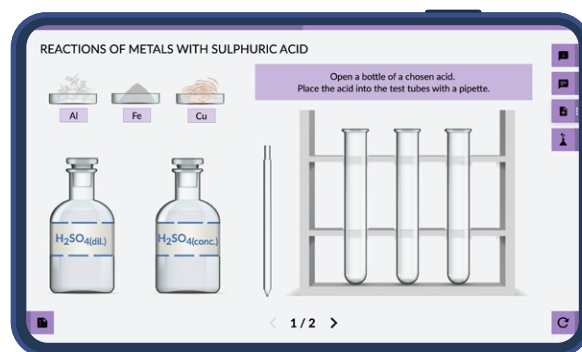 REACTIONS OF METALS WITH SULPHURIC ACID
Open a bottle of a chosen acid.
Place the acid into the test tubes with a pipette.
Al
Fe
Cu
H₂SO₄(dil.)
H₂SO₄(conc.)
1 / 2